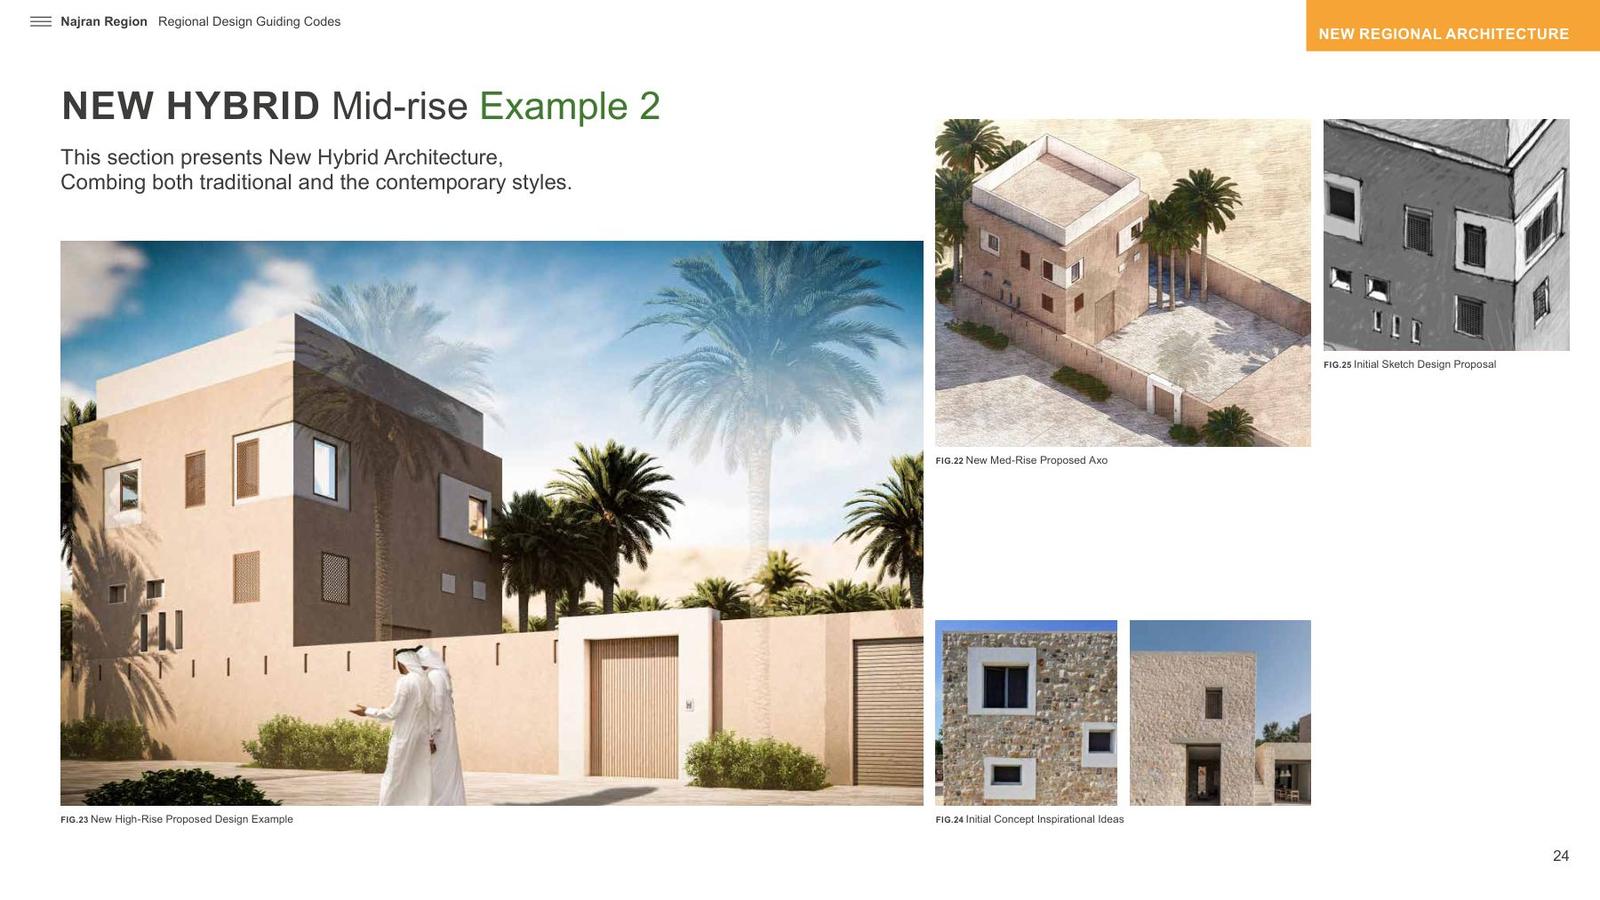 Najran Region Regional Design Guiding Codes
NEW REGIONAL ARCHITECTURE
NEW HYBRID Mid-rise Example 2
This section presents New Hybrid Architecture,
Combing both traditional and the contemporary styles.
FIG.25 Initial Sketch Design Proposal
FIG.22 New Med-Rise Proposed Axo
FIG.23 New High-Rise Proposed Design Example
FIG.24 Initial Concept Inspirational Ideas
24